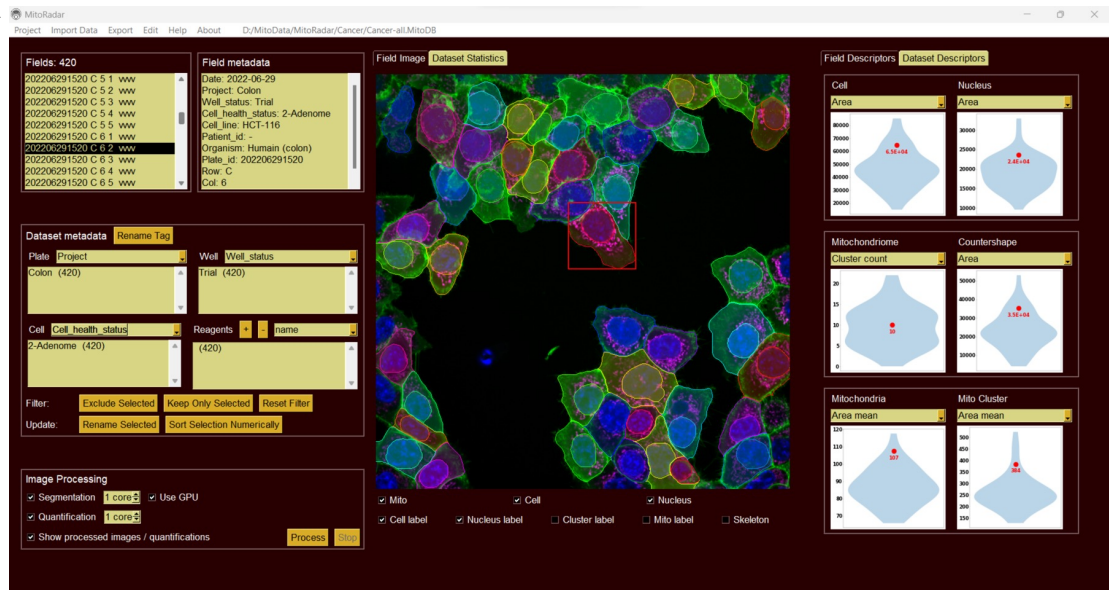 MitoRadar
Project Import Data Export Edit Help About D:/MitoData/MitoRadar/Cancer/Cancer-all.MitoDB
Fields: 420
202206291520 C 5 1 vvv
202206291520 C 5 2 vvv
202206291520 C 5 3 vvv
202206291520 C 5 4 vvv
202206291520 C 5 5 vvv
202206291520 C 6 1 vvv
202206291520 C 6 2 vvv
202206291520 C 6 3 vvv
202206291520 C 6 4 vvv
202206291520 C 6 5 vvv
Field metadata
Date: 2022-06-29
Project: Colon
Well_status: Trial
Cell_health_status: 2-Adenome
Cell_line: HCT-116
Patient_id: -
Organism: Humain (colon)
Plate_id: 202206291520
Row: C
Col: 6
Dataset metadata Rename Tag
Plate Project Well Well_status
Colon (420) Trial (420)
Cell Cell_health_status Reagents + - name
2-Adenome (420) (420)
Filter: Exclude Selected Keep Only Selected Reset Filter
Update: Rename Selected Sort Selection Numerically
Image Processing
Segmentation 1 core Use GPU
Quantification 1 core
Show processed images / quantifications Process Stop
Field Image Dataset Statistics
Mito Cell Nucleus
Cell label Nucleus label Cluster label Mito label Skeleton
Field Descriptors Dataset Descriptors
Cell Nucleus
Area Area
80000
70000
60000
50000
40000
30000
20000
6.5E+04
30000
25000
20000
15000
10000
2.4E+04
Mitochondriome Countershape
Cluster count Area
20
15
10
5
0
10
50000
40000
30000
20000
10000
3.5E+04
Mitochondria Mito Cluster
Area mean Area mean
120
110
100
90
80
70
107
500
450
400
350
300
250
200
150
384